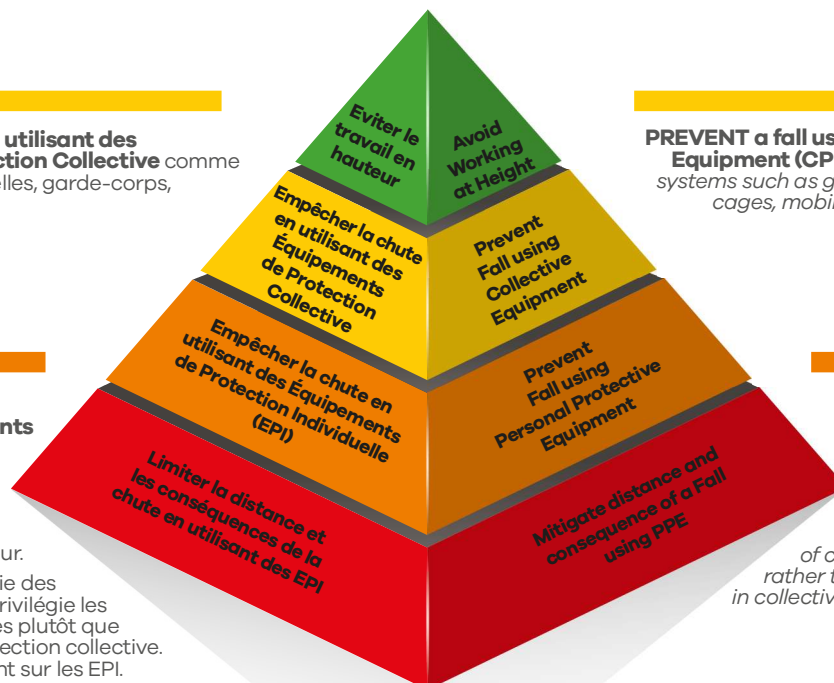 utilisant des
ction Collective comme
elles, garde-corps,
PREVENT a fall us
Equipment (CP
systems such as g
cages, mobil
Eviter le
travail en
hauteur
Avoid
Working
at Height
Empêcher la chute
en utilisant des
Équipements
de Protection
Collective
Prevent
Fall using
Collective
Equipment
Empêcher la chute en
utilisant des Équipements
de Protection Individuelle
(EPI)
Prevent
Fall using
Personal Protective
Equipment
Limiter la distance et
les conséquences de la
chute en utilisant des EPI
Mitigate distance and
consequence of a Fall
using PPE
nts
ur.
ie des
rivilégie les
es plutôt que
ection collective.
nt sur les EPI.
of c
rather t
in collectiv